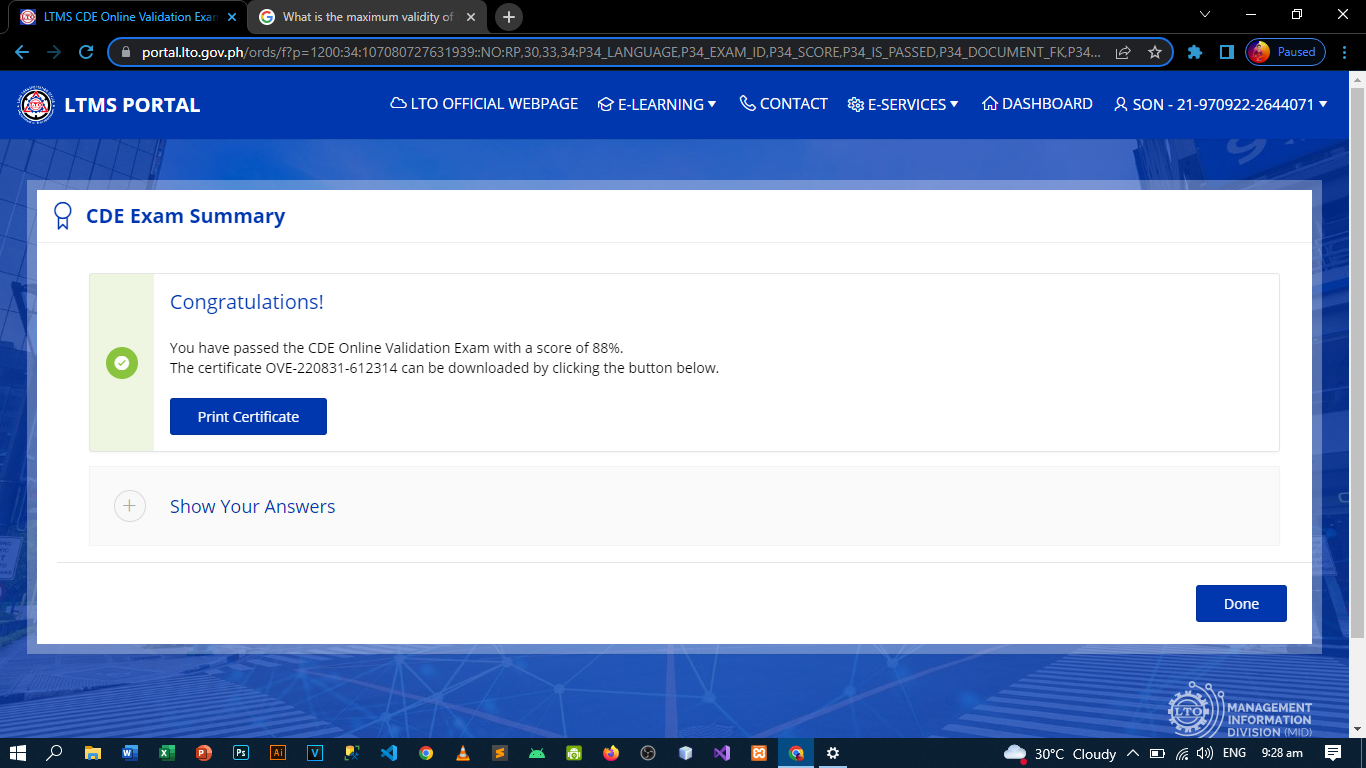 LTMS CDE Online Validation Exan
What is the maximum validity of
portal.lto.gov.ph/ords/f?p=1200:34:107080727631939::NO:RP,30,33,34:P34_LANGUAGE,P34_EXAM_ID,P34_SCORE,P34_IS_PASSED,P34_DOCUMENT_FK,P34...
Paused
LTMS PORTAL
LTO OFFICIAL WEBPAGE
E-LEARNING
CONTACT
E-SERVICES
DASHBOARD
SON - 21-970922-2644071
CDE Exam Summary
Congratulations!
You have passed the CDE Online Validation Exam with a score of 88%.
The certificate OVE-220831-612314 can be downloaded by clicking the button below.
Print Certificate
Show Your Answers
Done
LTO
MANAGEMENT
INFORMATION
DIVISION (MID)
30°C Cloudy
ENG
9:28 am